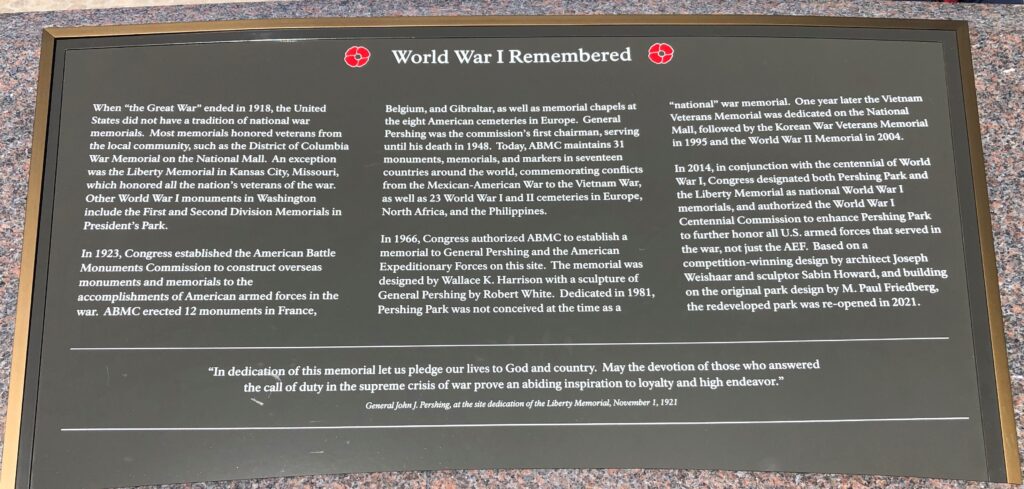 World War I Remembered
When "the Great War" ended in 1918, the United
States did not have a tradition of national war
memorials. Most memorials honored veterans from
the local community, such as the District of Columbia
War Memorial on the National Mall. An exception
was the Liberty Memorial in Kansas City, Missouri,
which honored all the nation's veterans of the war.
Other World War I monuments in Washington
include the First and Second Division Memorials in
President's Park.
In 1923, Congress established the American Battle
Monuments Commission to construct overseas
monuments and memorials to the
accomplishments of American armed forces in the
war. ABMC erected 12 monuments in France,
Belgium, and Gibraltar, as well as memorial chapels at
the eight American cemeteries in Europe. General
Pershing was the commission's first chairman, serving
until his death in 1948. Today, ABMC maintains 31
monuments, memorials, and markers in seventeen
countries around the world, commemorating conflicts
from the Mexican-American War to the Vietnam War,
as well as 23 World War I and II cemeteries in Europe,
North Africa, and the Philippines.
In 1966, Congress authorized ABMC to establish a
memorial to General Pershing and the American
Expeditionary Forces on this site. The memorial was
designed by Wallace K. Harrison with a sculpture of
General Pershing by Robert White. Dedicated in 1981,
Pershing Park was not conceived at the time as a
"national" war memorial. One year later the Vietnam
Veterans Memorial was dedicated on the National
Mall, followed by the Korean War Veterans Memorial
in 1995 and the World War II Memorial in 2004.
In 2014, in conjunction with the centennial of World
War I, Congress designated both Pershing Park and
the Liberty Memorial as national World War I
memorials, and authorized the World War I
Centennial Commission to enhance Pershing Park
to further honor all U.S. armed forces that served in
the war, not just the AEF. Based on a
competition-winning design by architect Joseph
Weishaar and sculptor Sabin Howard, and building
on the original park design by M. Paul Friedberg,
the redeveloped park was re-opened in 2021.
"In dedication of this memorial let us pledge our lives to God and country. May the devotion of those who answered
the call of duty in the supreme crisis of war prove an abiding inspiration to loyalty and high endeavor."
General John J. Pershing, at the site dedication of the Liberty Memorial, November 1, 1921